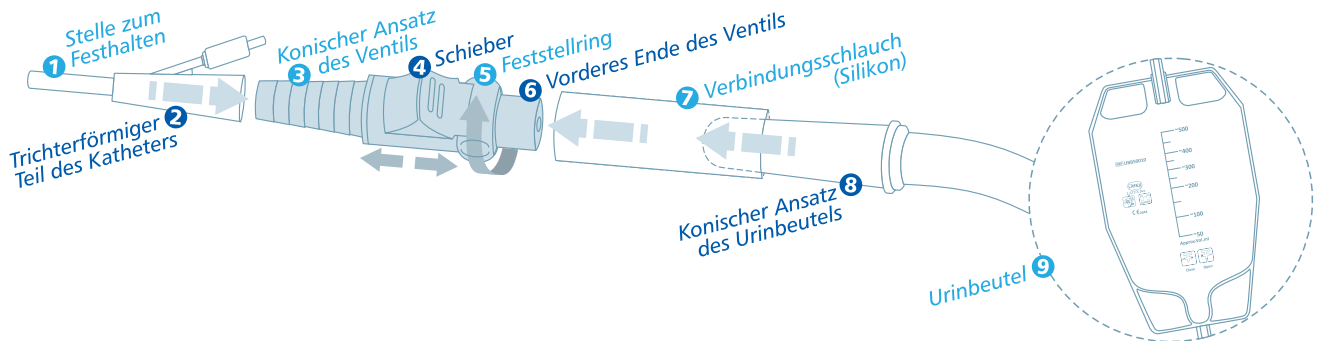 1 Stelle zum
Festhalten
2 Trichterförmiger
Teil des Katheters
3 Konischer Ansatz
des Ventils
4 Schieber
5 Feststellring
6 Vorderes Ende des Ventils
7 Verbindungsschlauch
(Silikon)
8 Konischer Ansatz
des Urinbeutels
9 Urinbeutel
500
400
300
200
100
50